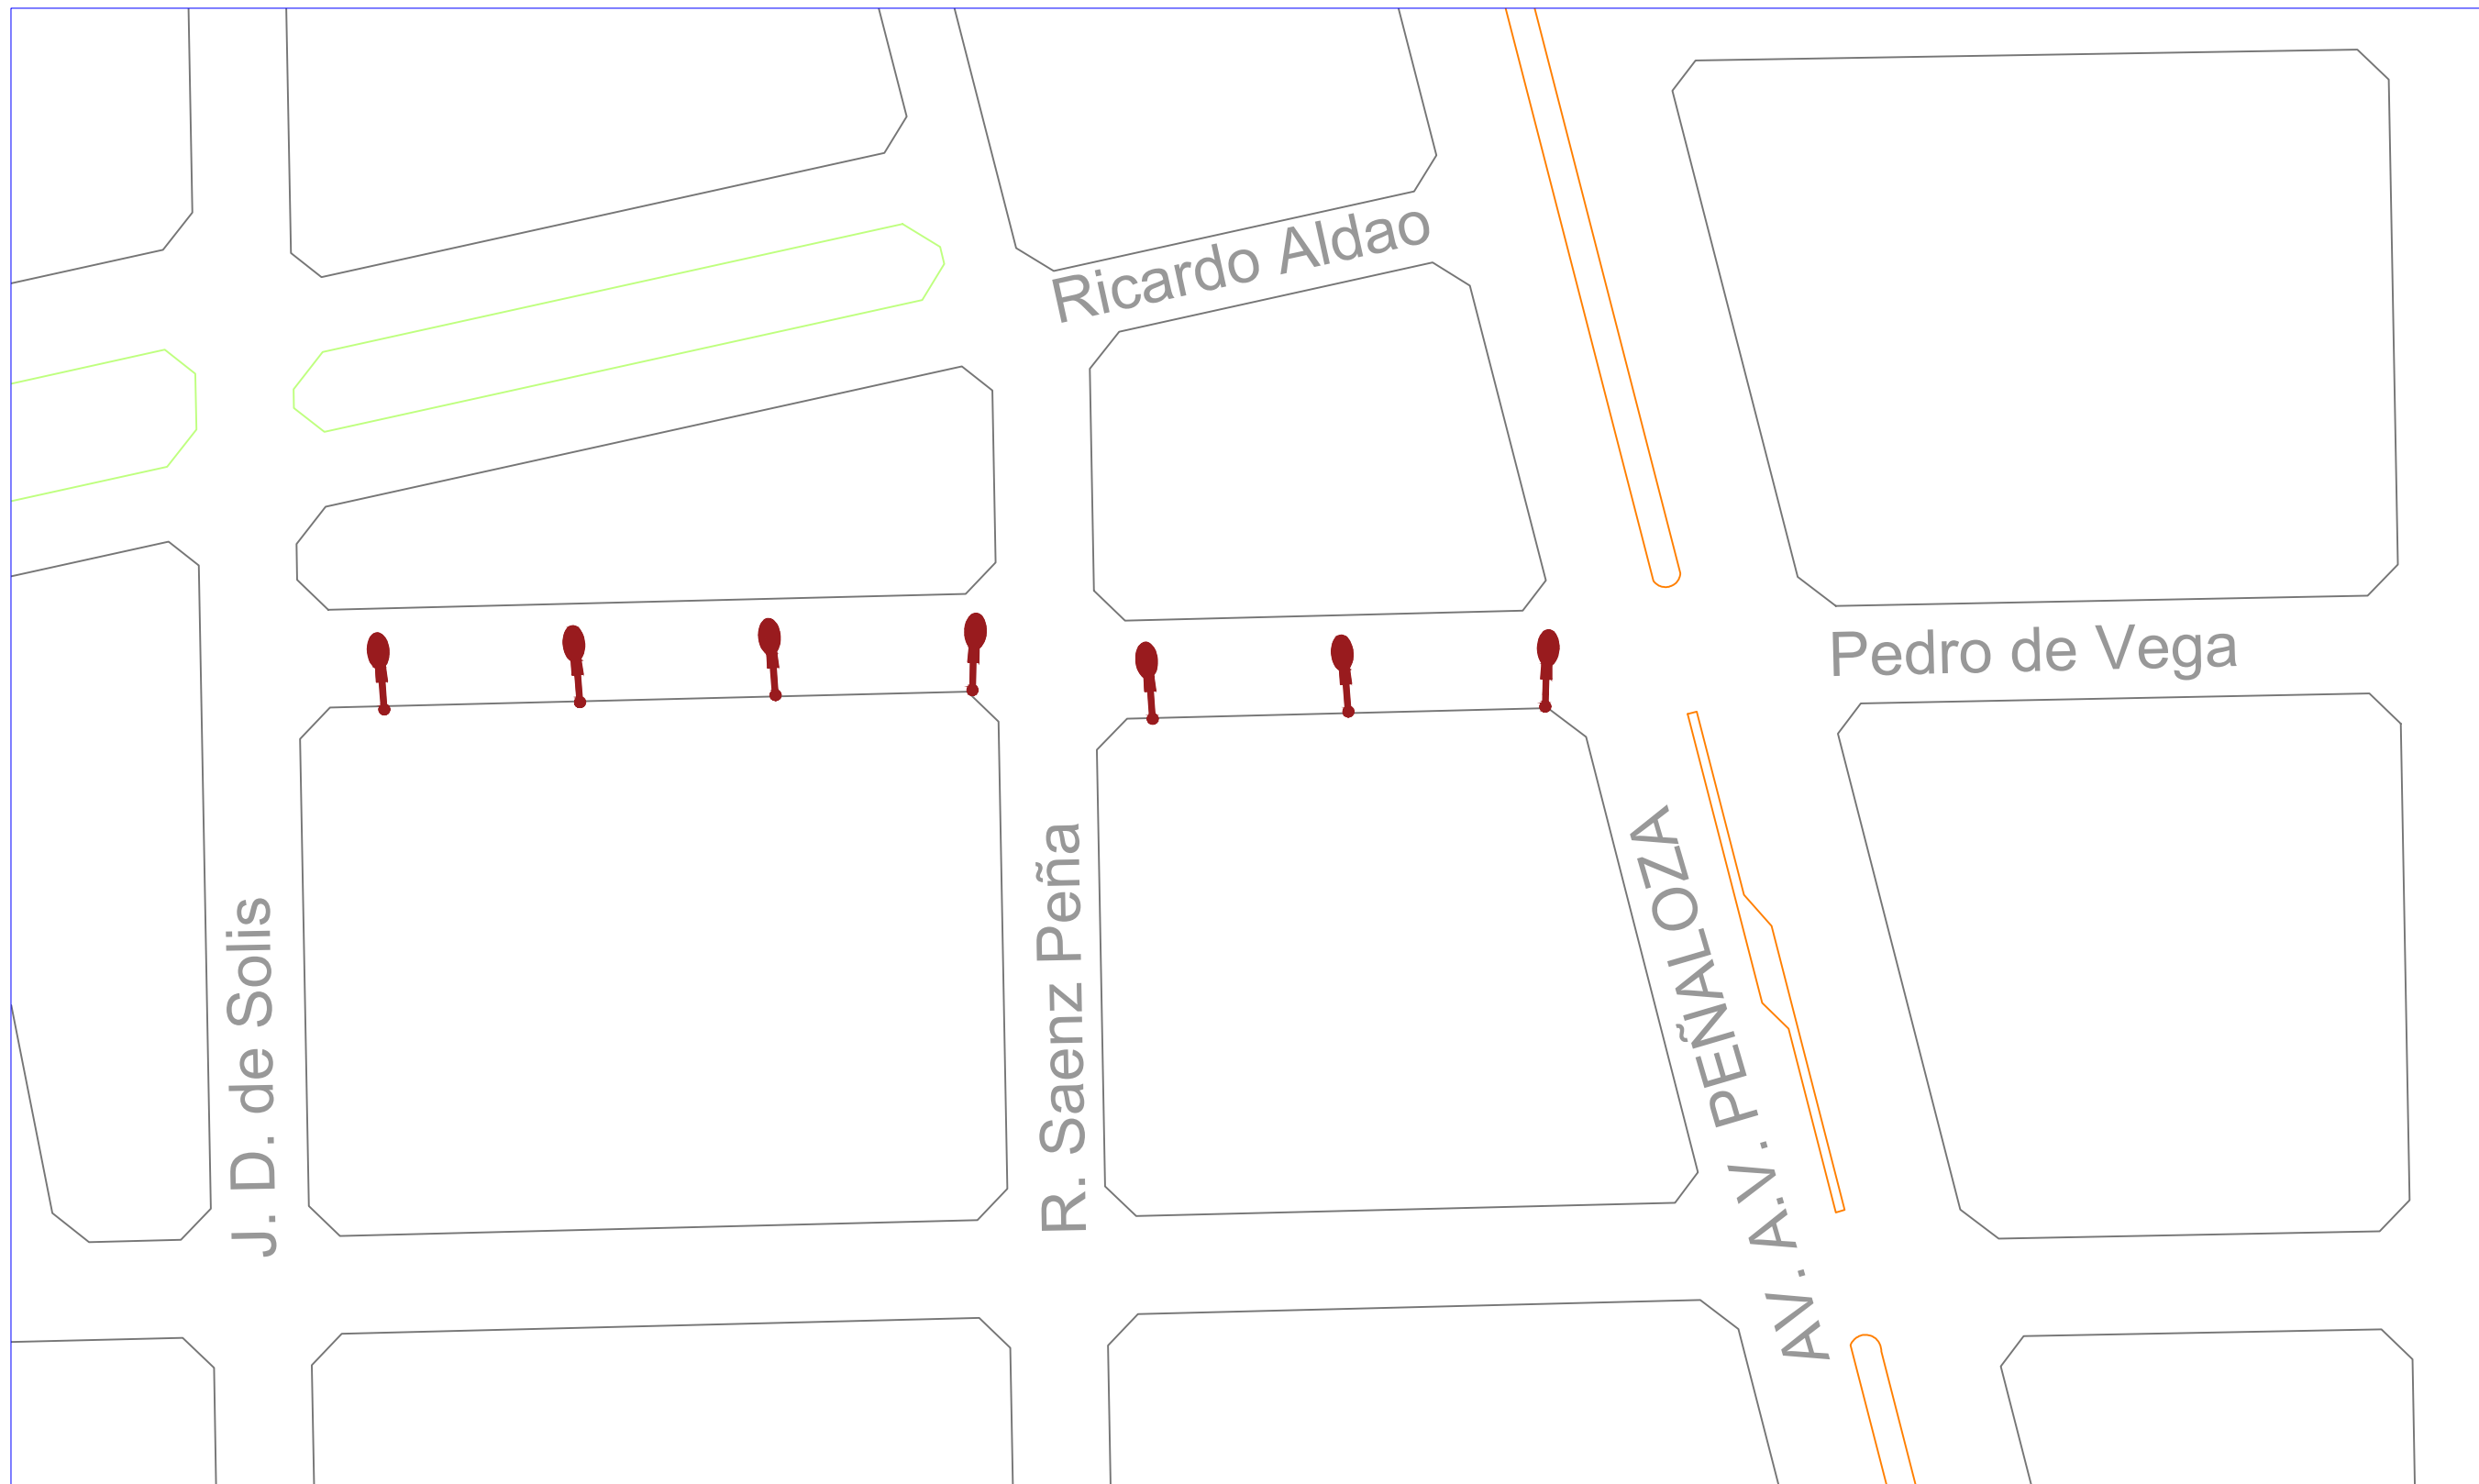 Ricardo Aldao
Pedro de Vega
J. D. de Solis
R. Saenz Peña
AV. A.V. PEÑALOZA